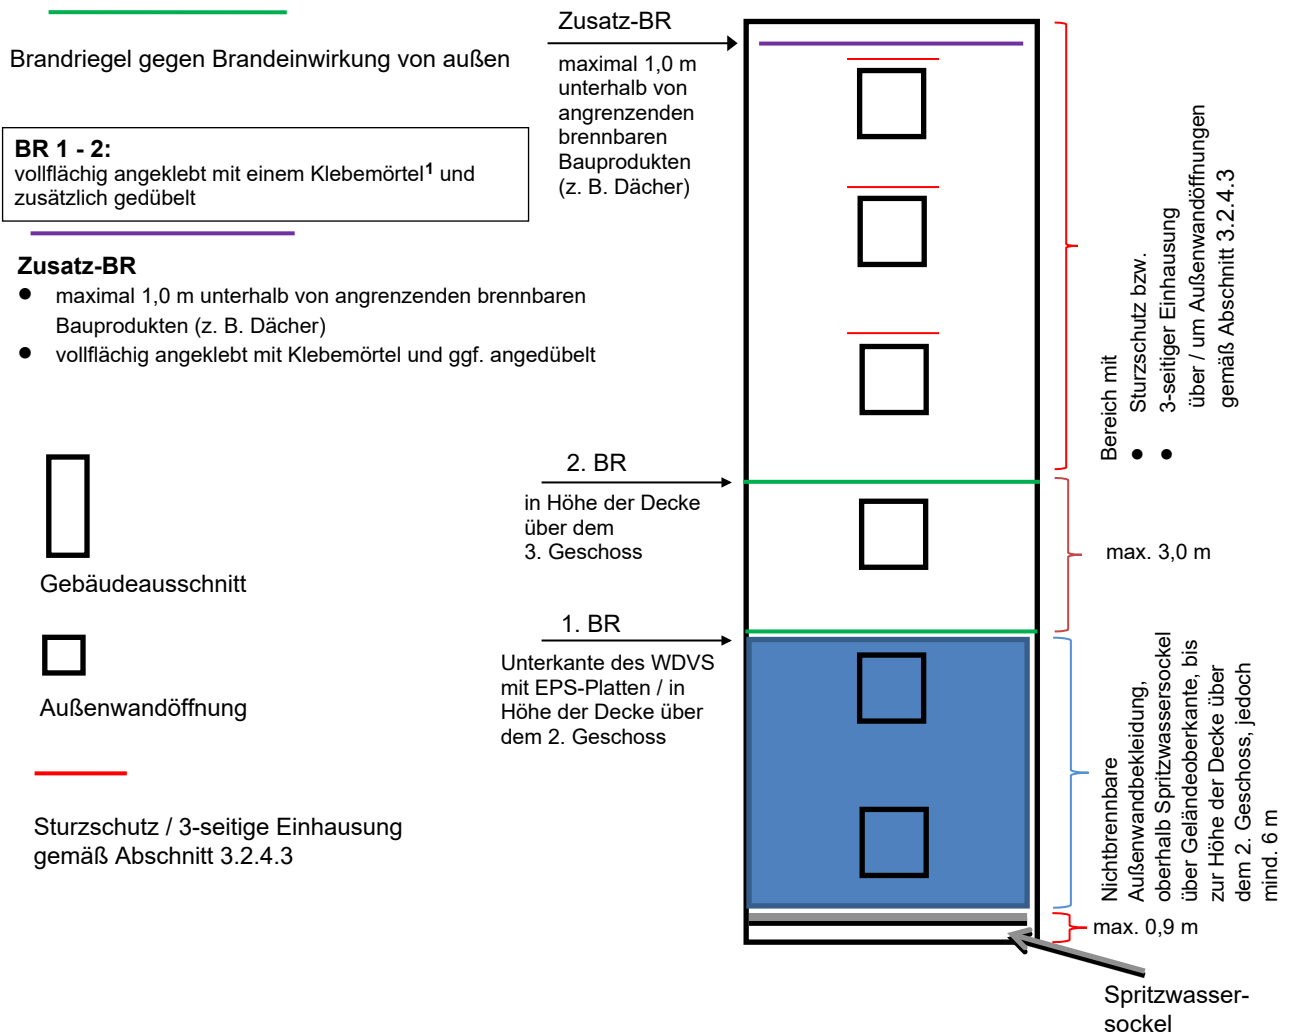 Brandriegel gegen Brandeinwirkung von außen
BR 1 - 2:
vollflächig angeklebt mit einem Klebemörtel¹ und
zusätzlich gedübelt
Zusatz-BR
● maximal 1,0 m unterhalb von angrenzenden brennbaren
Bauprodukten (z. B. Dächer)
● vollflächig angeklebt mit Klebemörtel und ggf. angedübelt
Gebäudeausschnitt
Außenwandöffnung
Sturzschutz / 3-seitige Einhausung
gemäß Abschnitt 3.2.4.3
Zusatz-BR
maximal 1,0 m
unterhalb von
angrenzenden
brennbaren
Bauprodukten
(z. B. Dächer)
2. BR
in Höhe der Decke
über dem
3. Geschoss
1. BR
Unterkante des WDVS
mit EPS-Platten / in
Höhe der Decke über
dem 2. Geschoss
Bereich mit
● Sturzschutz bzw.
● 3-seitiger Einhausung
über / um Außenwandöffnungen
gemäß Abschnitt 3.2.4.3
max. 3,0 m
Nichtbrennbare
Außenwandbekleidung,
oberhalb Spritzwassersockel
über Geländeoberkante, bis
zur Höhe der Decke über
dem 2. Geschoss, jedoch
mind. 6 m
max. 0,9 m
Spritzwasser-
sockel